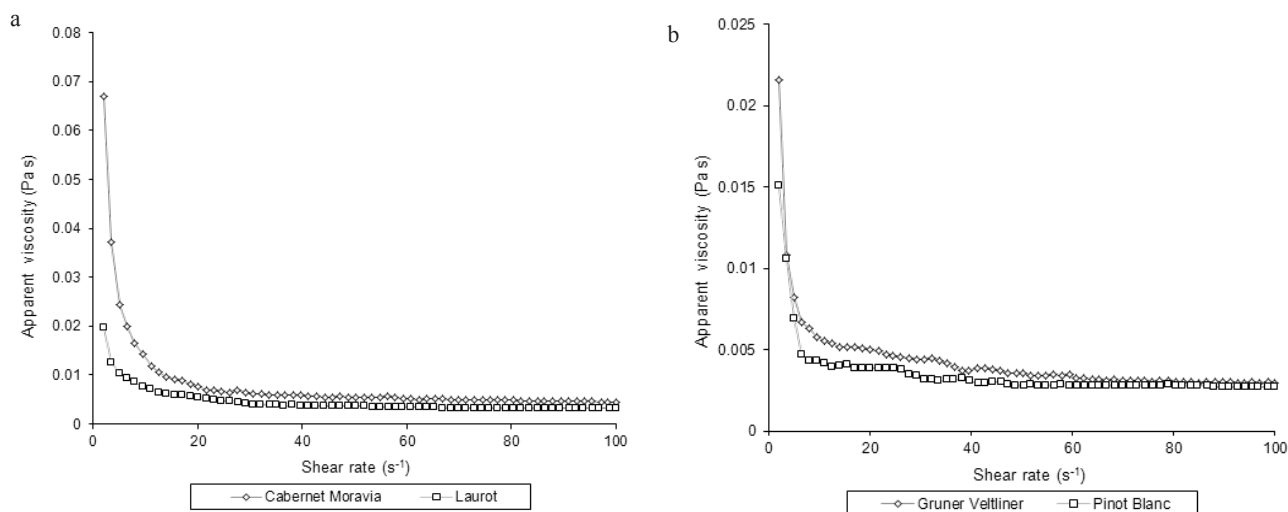 a
0.08
0.07
0.06
0.05
0.04
0.03
0.02
0.01
0
Apparent viscosity (Pa s)
0 20 40 60 80 100
Shear rate (s⁻¹)
Cabernet Moravia Laurot
b
0.025
0.02
0.015
0.01
0.005
0
Apparent viscosity (Pa s)
0 20 40 60 80 100
Shear rate (s⁻¹)
Gruner Veltliner Pinot Blanc